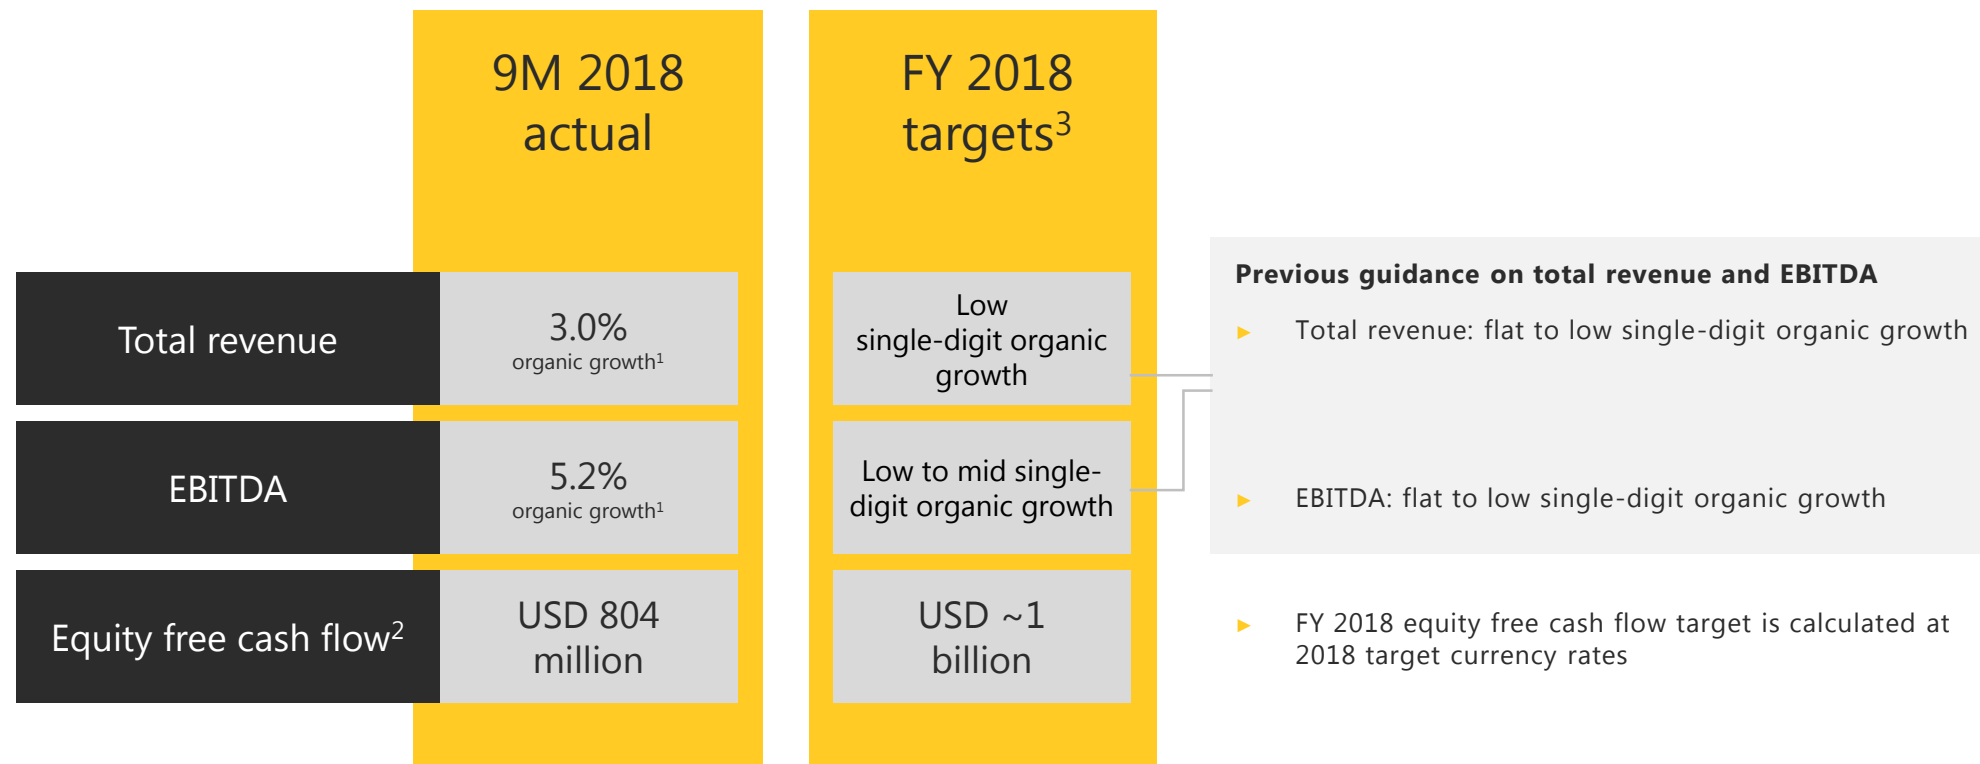 9M 2018
actual
FY 2018
targets3
Total revenue
3.0%
organic growth1
Low
single-digit organic
growth
EBITDA
5.2%
organic growth1
Low to mid single-
digit organic growth
Equity free cash flow2
USD 804
million
USD ~1
billion
Previous guidance on total revenue and EBITDA
► Total revenue: flat to low single-digit organic growth
► EBITDA: flat to low single-digit organic growth
► FY 2018 equity free cash flow target is calculated at
2018 target currency rates